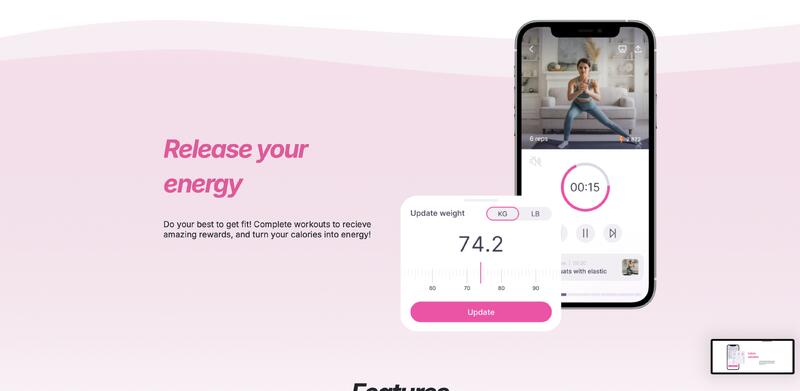 Release your
energy
Do your best to get fit! Complete workouts to recieve
amazing rewards, and turn your calories into energy!
6 reps
00:15
Update weight
KG
LB
74.2
60
70
80
90
Update
ats with elastic
Features